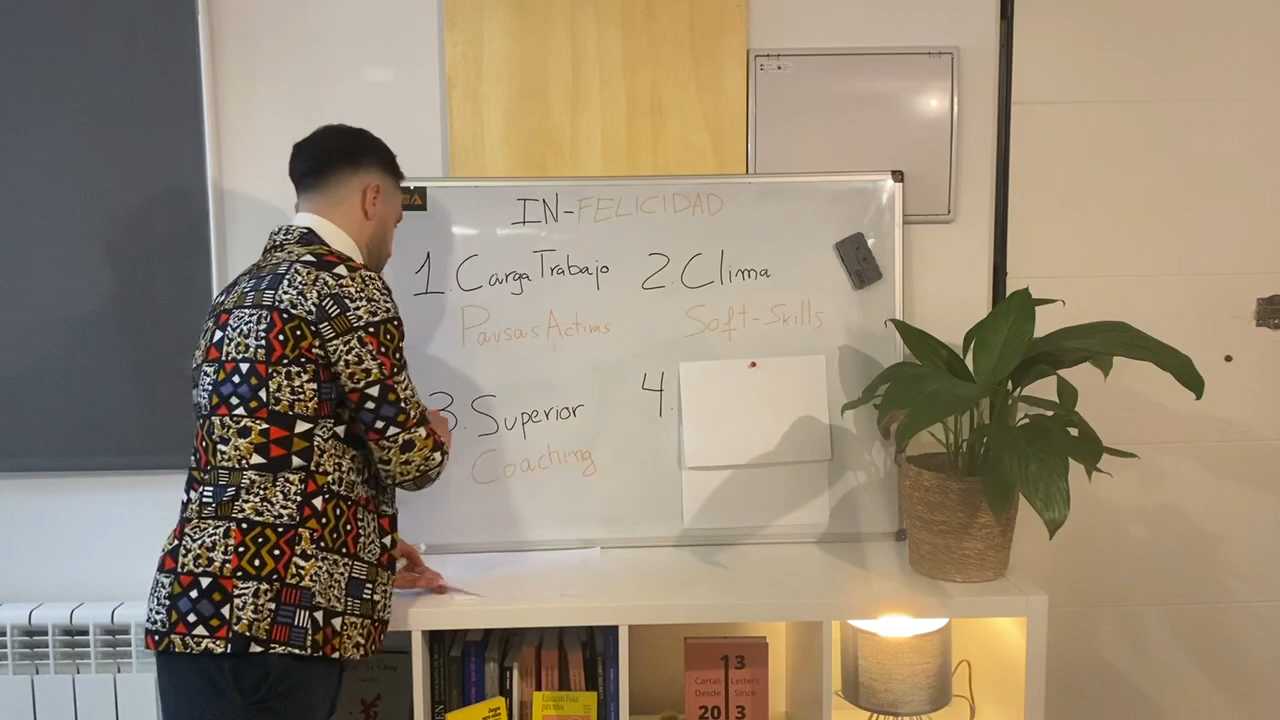 IN-FELICIDAD
1. Carga Trabajo
Pausas Activas
2. Clima
Soft-Skills
3. Superior
Coaching
4.
13
Cartas Letters
Desde Since
2013